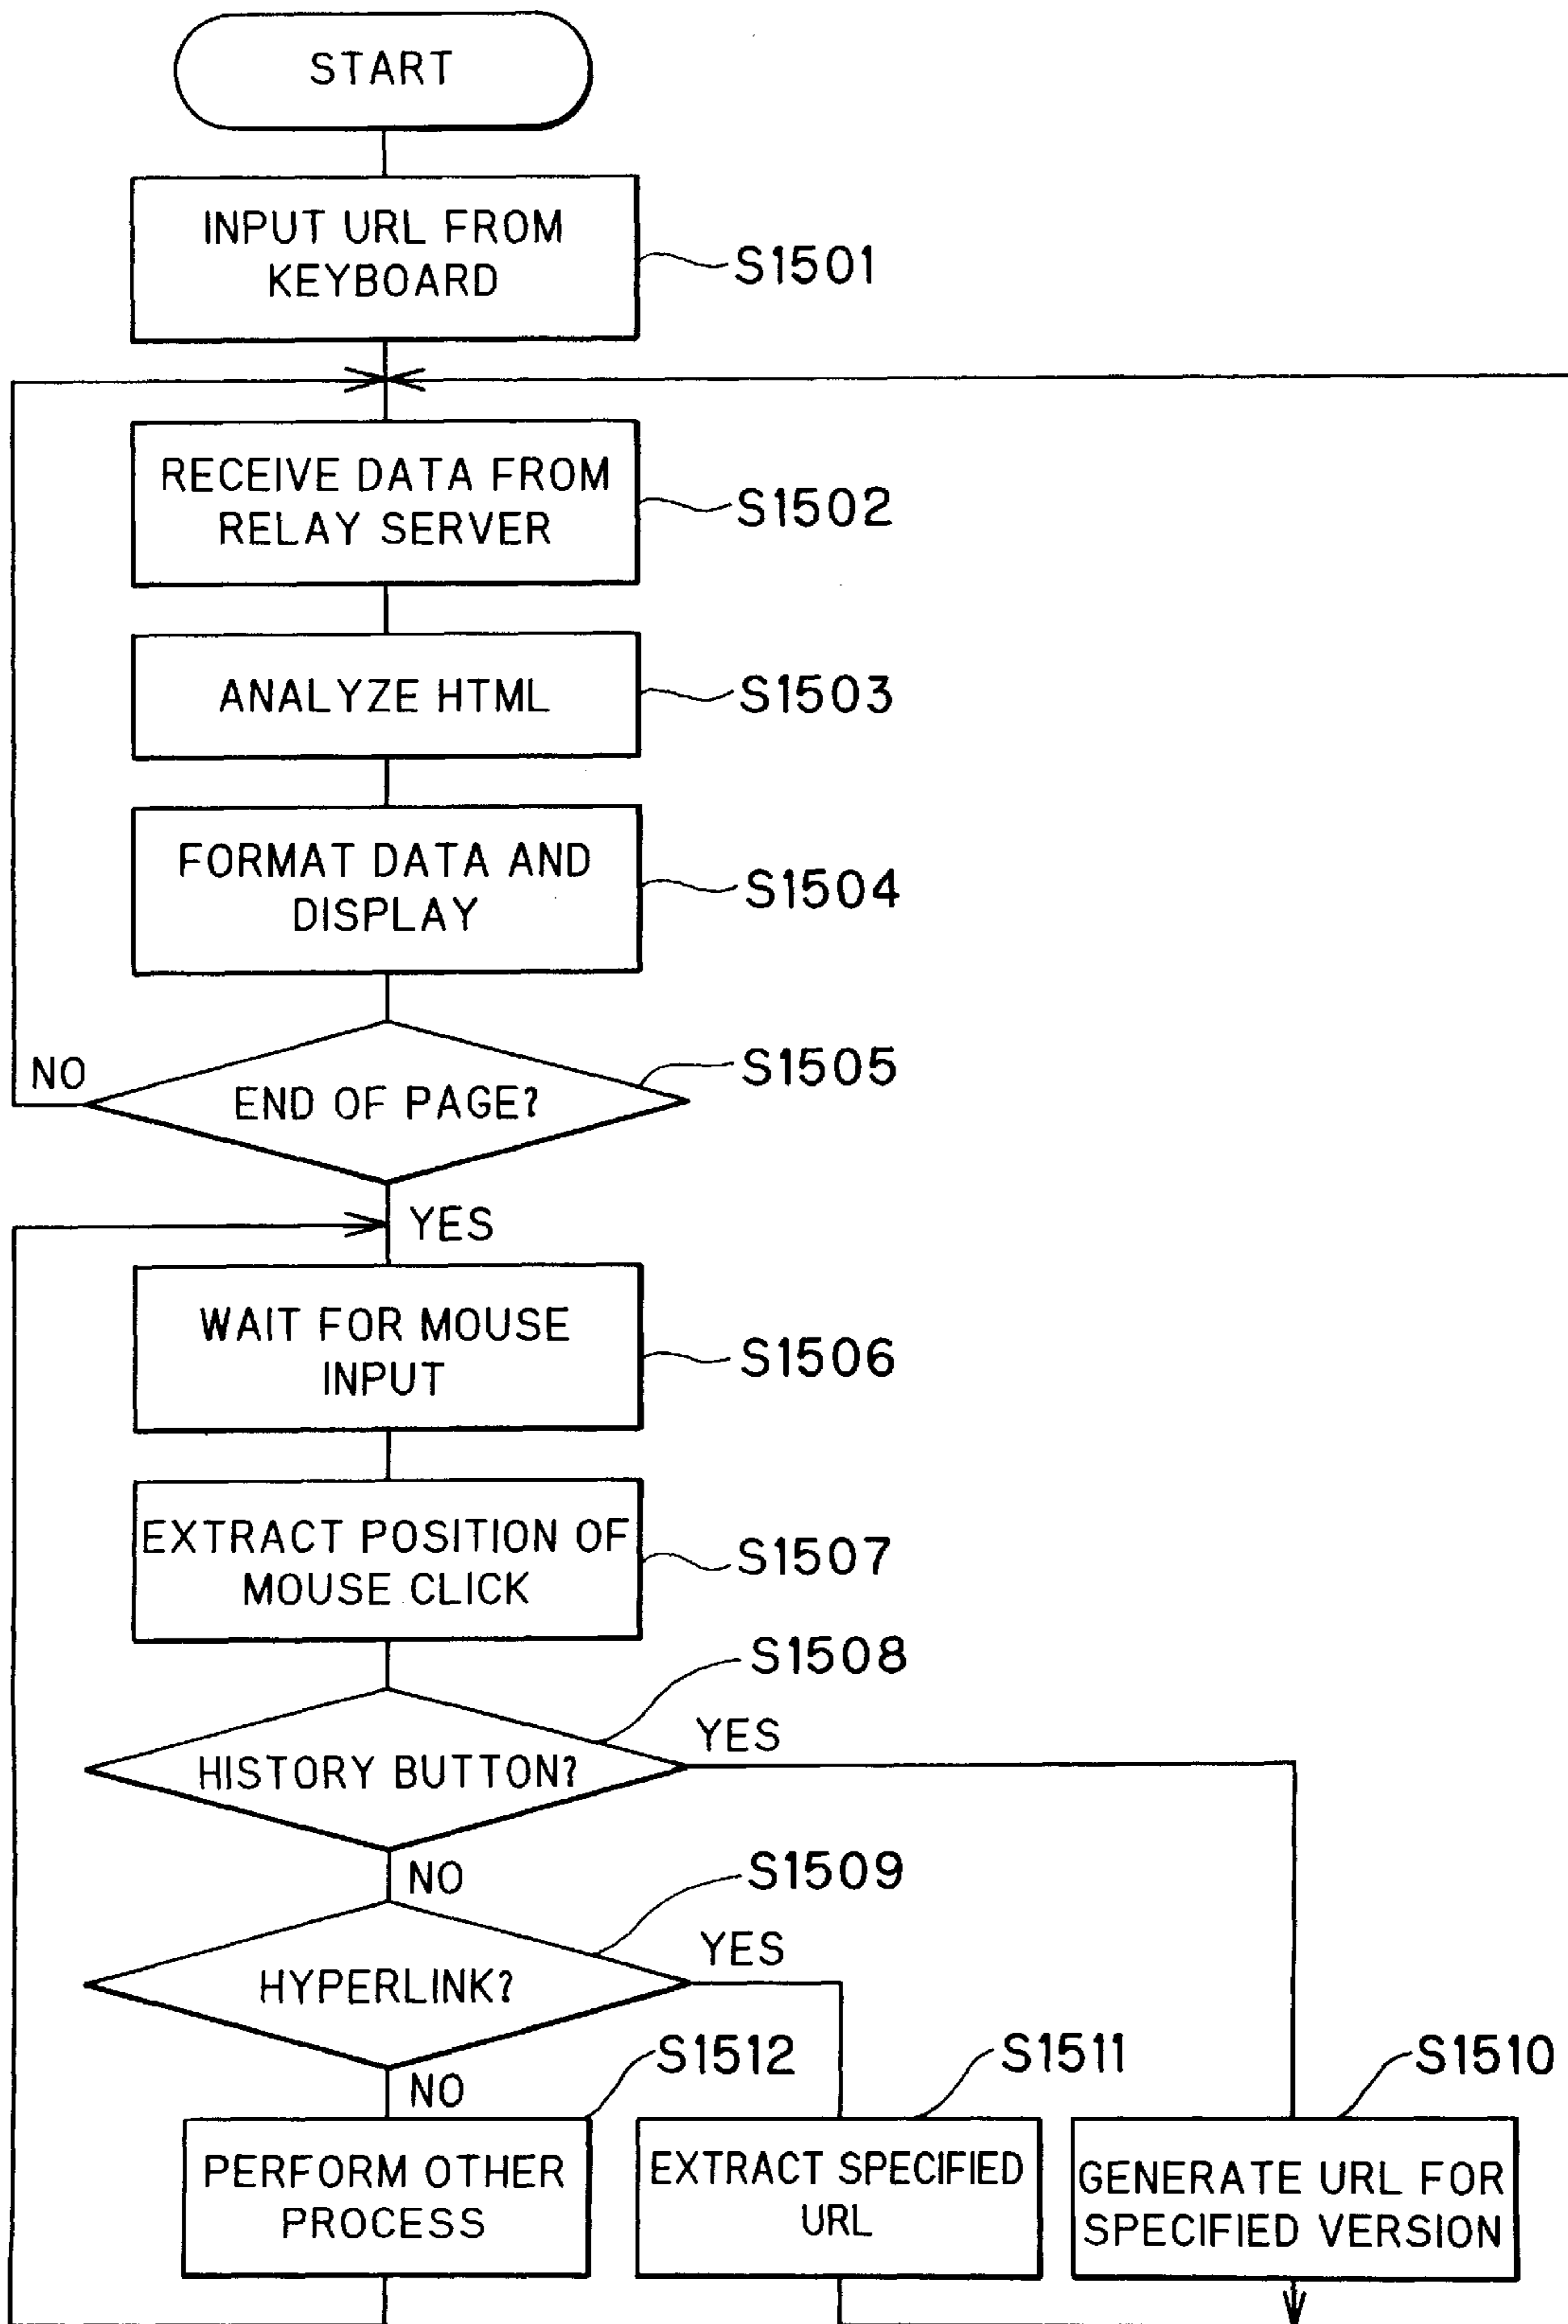 START
INPUT URL FROM
KEYBOARD
S1501
RECEIVE DATA FROM
RELAY SERVER
S1502
ANALYZE HTML
S1503
FORMAT DATA AND
DISPLAY
S1504
NO
END OF PAGE?
S1505
YES
WAIT FOR MOUSE
INPUT
S1506
EXTRACT POSITION OF
MOUSE CLICK
S1507
S1508
HISTORY BUTTON?
YES
NO
S1509
HYPERLINK?
YES
NO
S1512
PERFORM OTHER
PROCESS
S1511
EXTRACT SPECIFIED
URL
S1510
GENERATE URL FOR
SPECIFIED VERSION